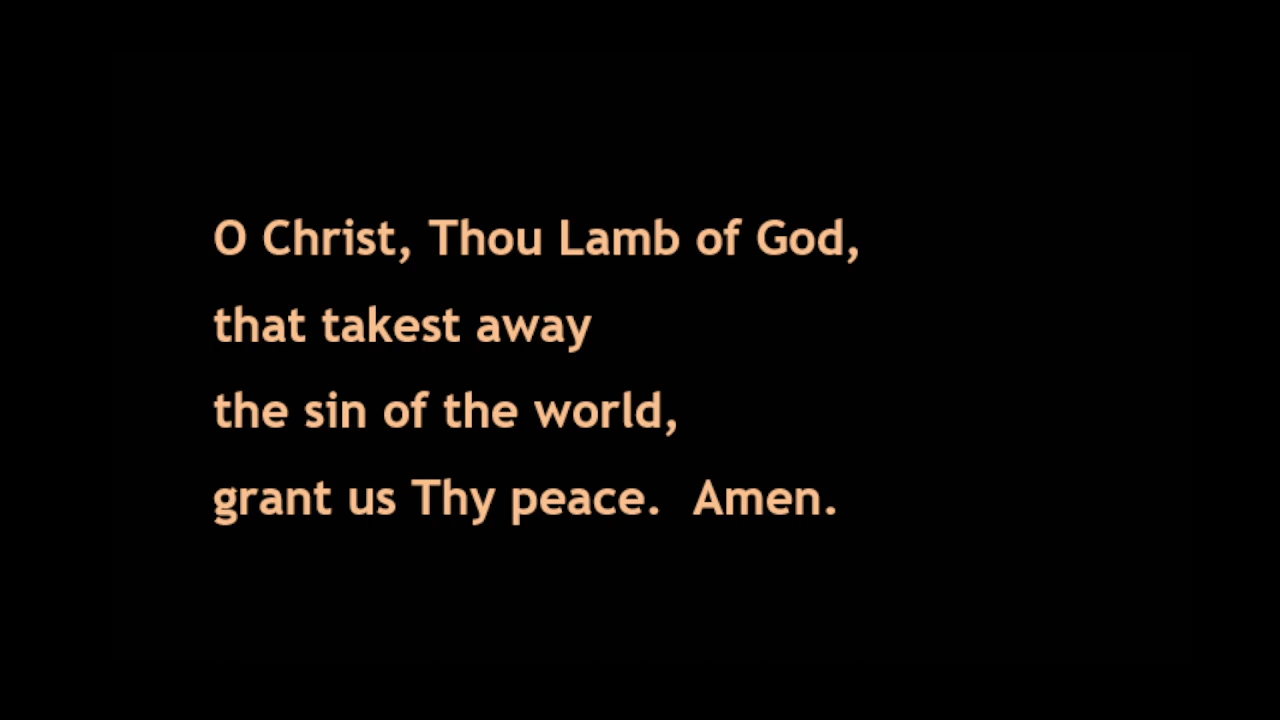 O Christ, Thou Lamb of God,
that takest away
the sin of the world,
grant us Thy peace.  Amen.